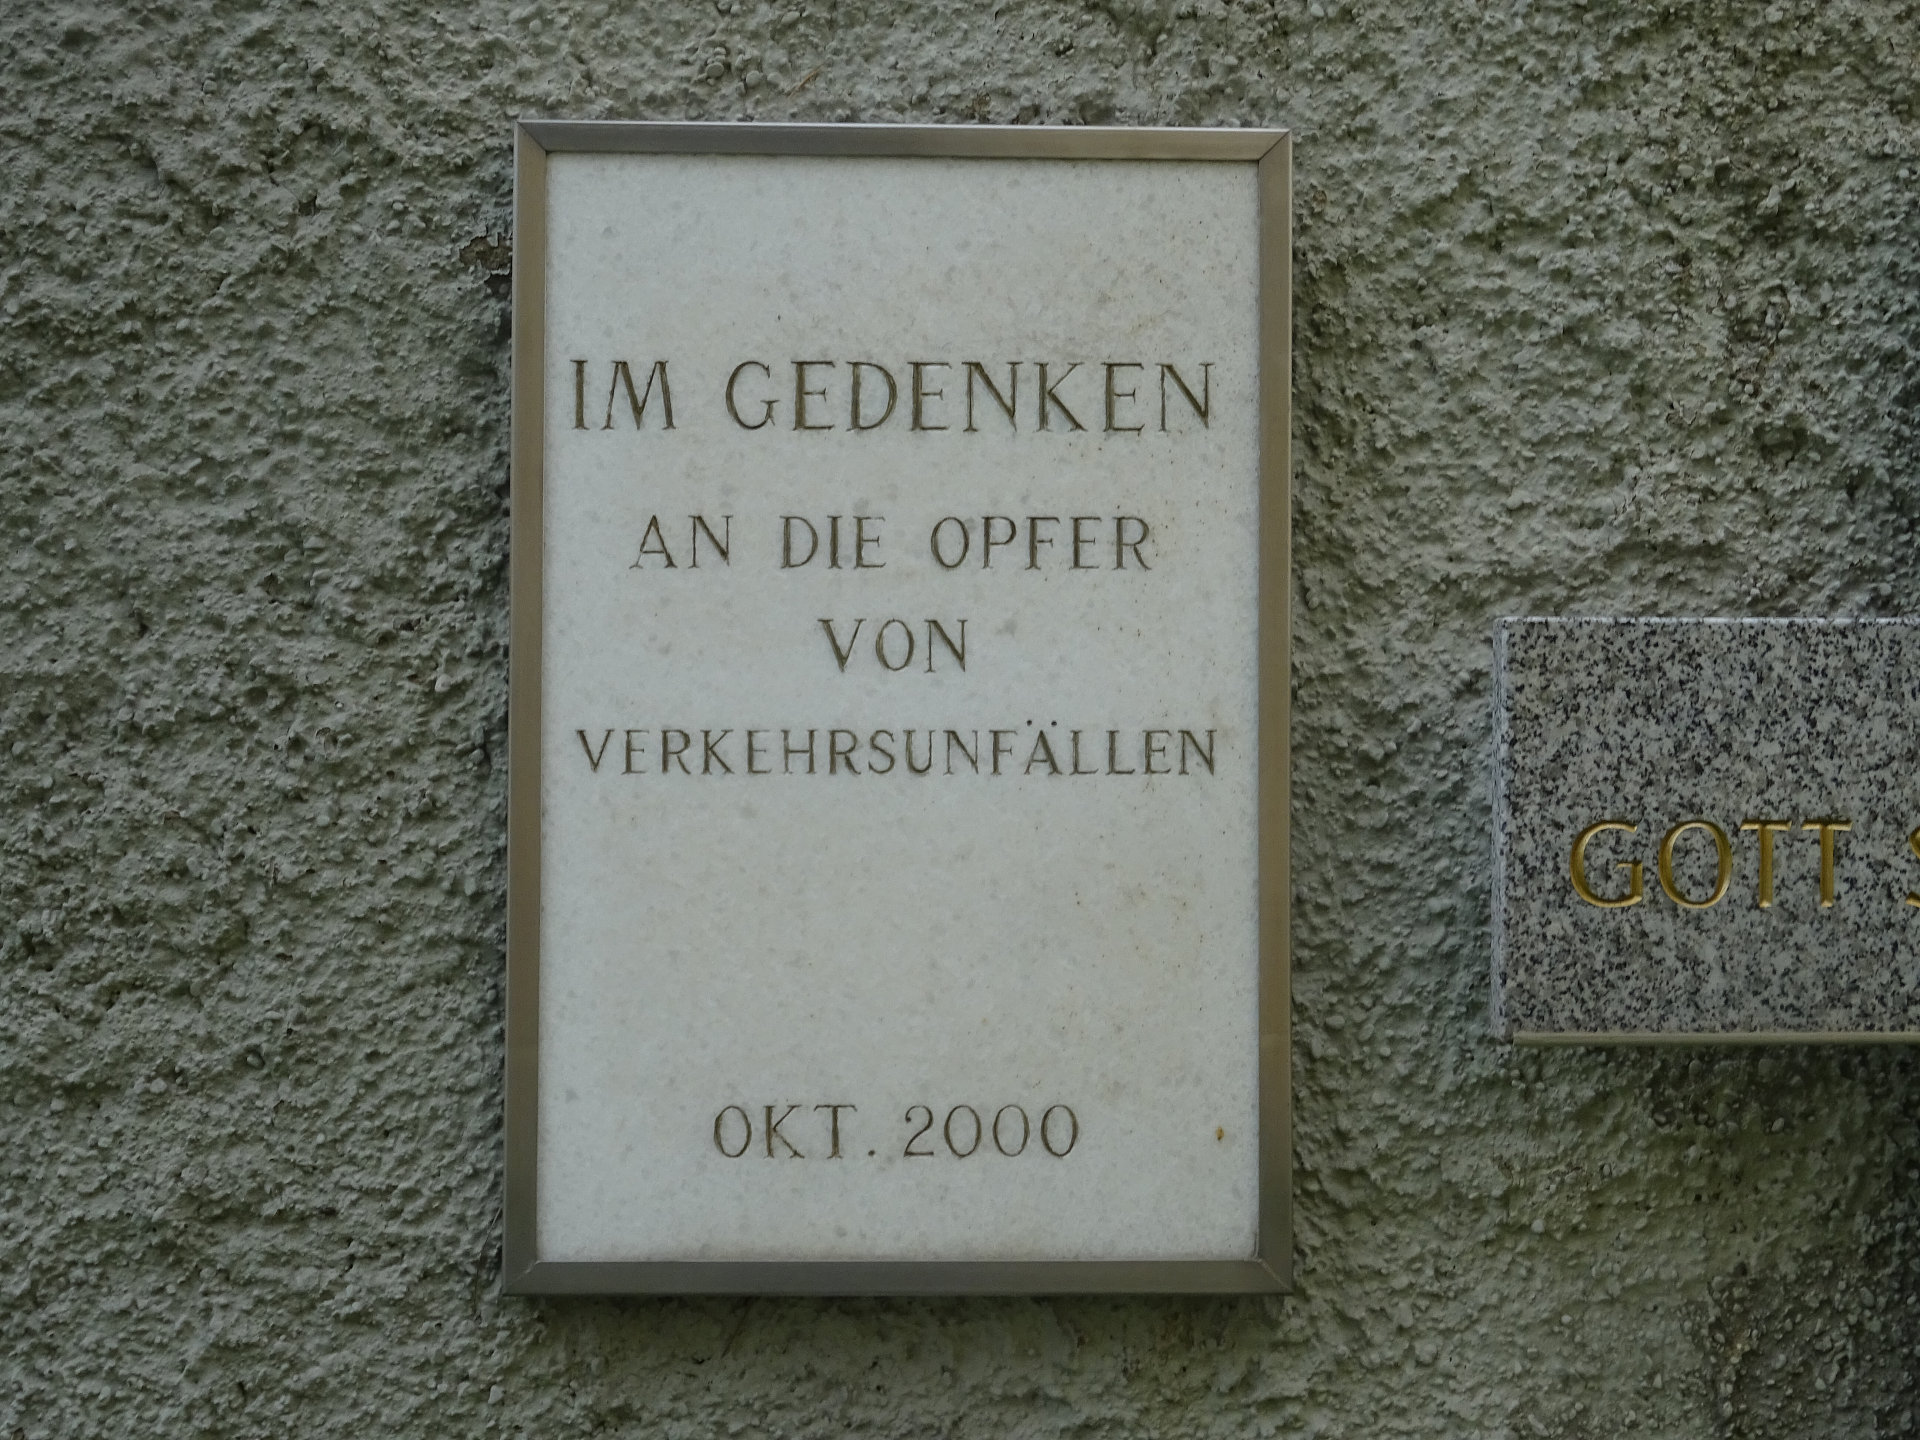 IM GEDENKEN
AN DIE OPFER
VON
VERKEHRSUNFÄLLEN
OKT. 2000
GOTT